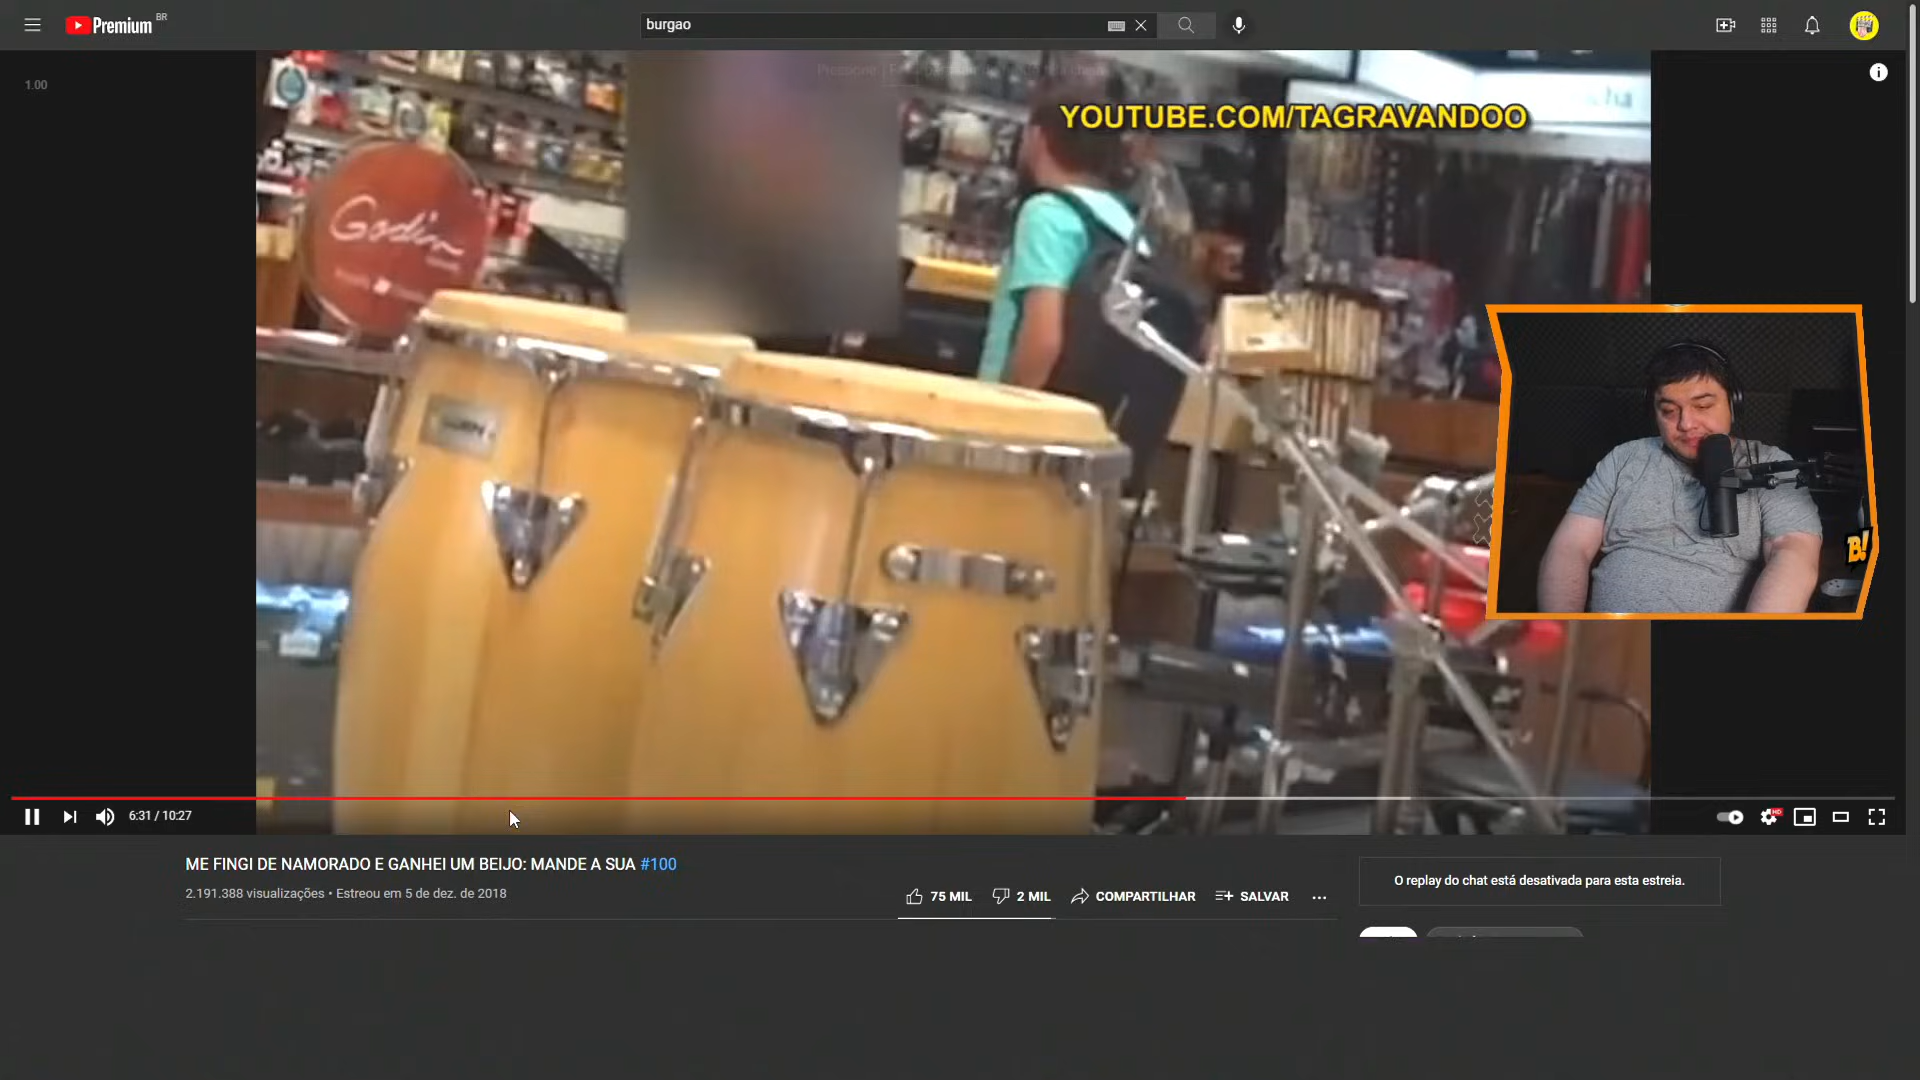 Premium BR
burgao
1.00
YOUTUBE.COM/TAGRAVANDOO
Godin
B!
6:31 / 10:27
HD
ME FINGI DE NAMORADO E GANHEI UM BEIJO: MANDE A SUA #100
2.191.388 visualizações • Estreou em 5 de dez. de 2018
75 MIL
2 MIL
COMPARTILHAR
SALVAR
O replay do chat está desativada para esta estreia.